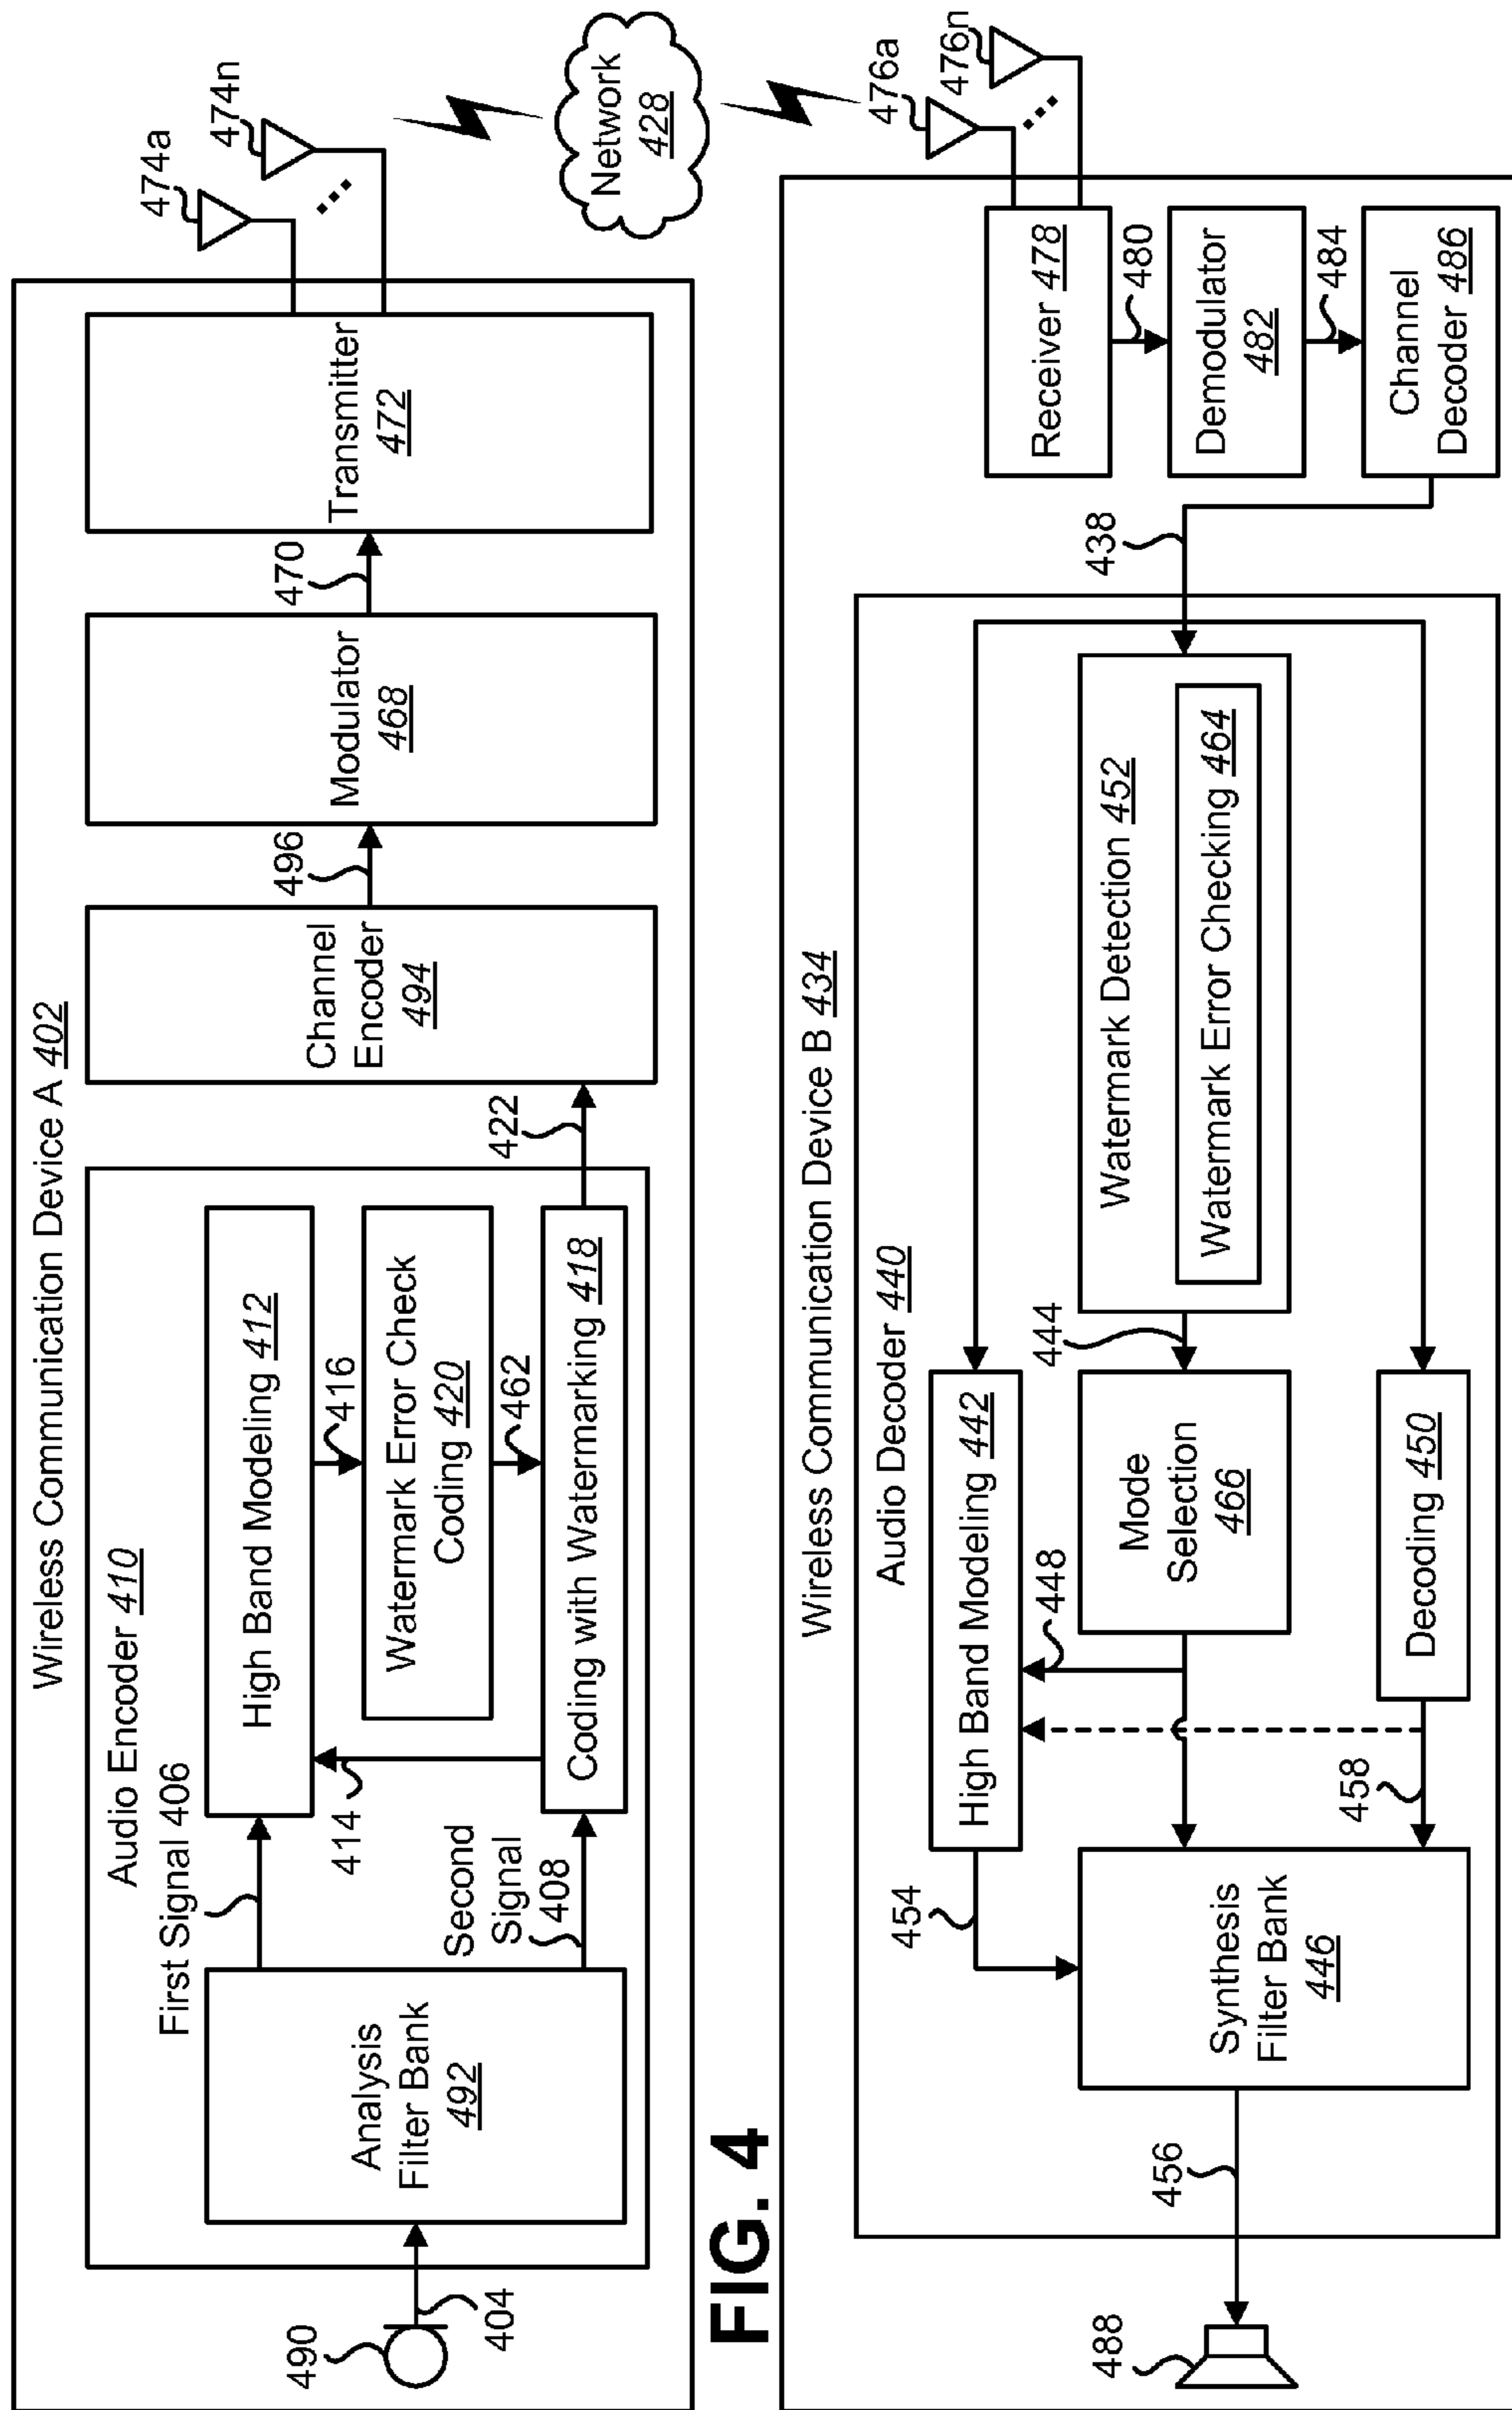 Wireless Communication Device A 402
Audio Encoder 410
First Signal 406
High Band Modeling 412
416
Watermark Error Check
Coding 420
462
414
Second
Signal
408
Coding with Watermarking 418
Analysis
Filter Bank
492
490
404
422
Channel
Encoder
494
496
Modulator
468
470
Transmitter
472
474a
474n
Network
428
FIG. 4
Wireless Communication Device B 434
476a
476n
Receiver 478
480
Demodulator
482
484
Channel
Decoder 486
438
Audio Decoder 440
Watermark Detection 452
Watermark Error Checking 464
444
High Band Modeling 442
Mode
Selection
466
448
Decoding 450
458
454
Synthesis
Filter Bank
446
456
488